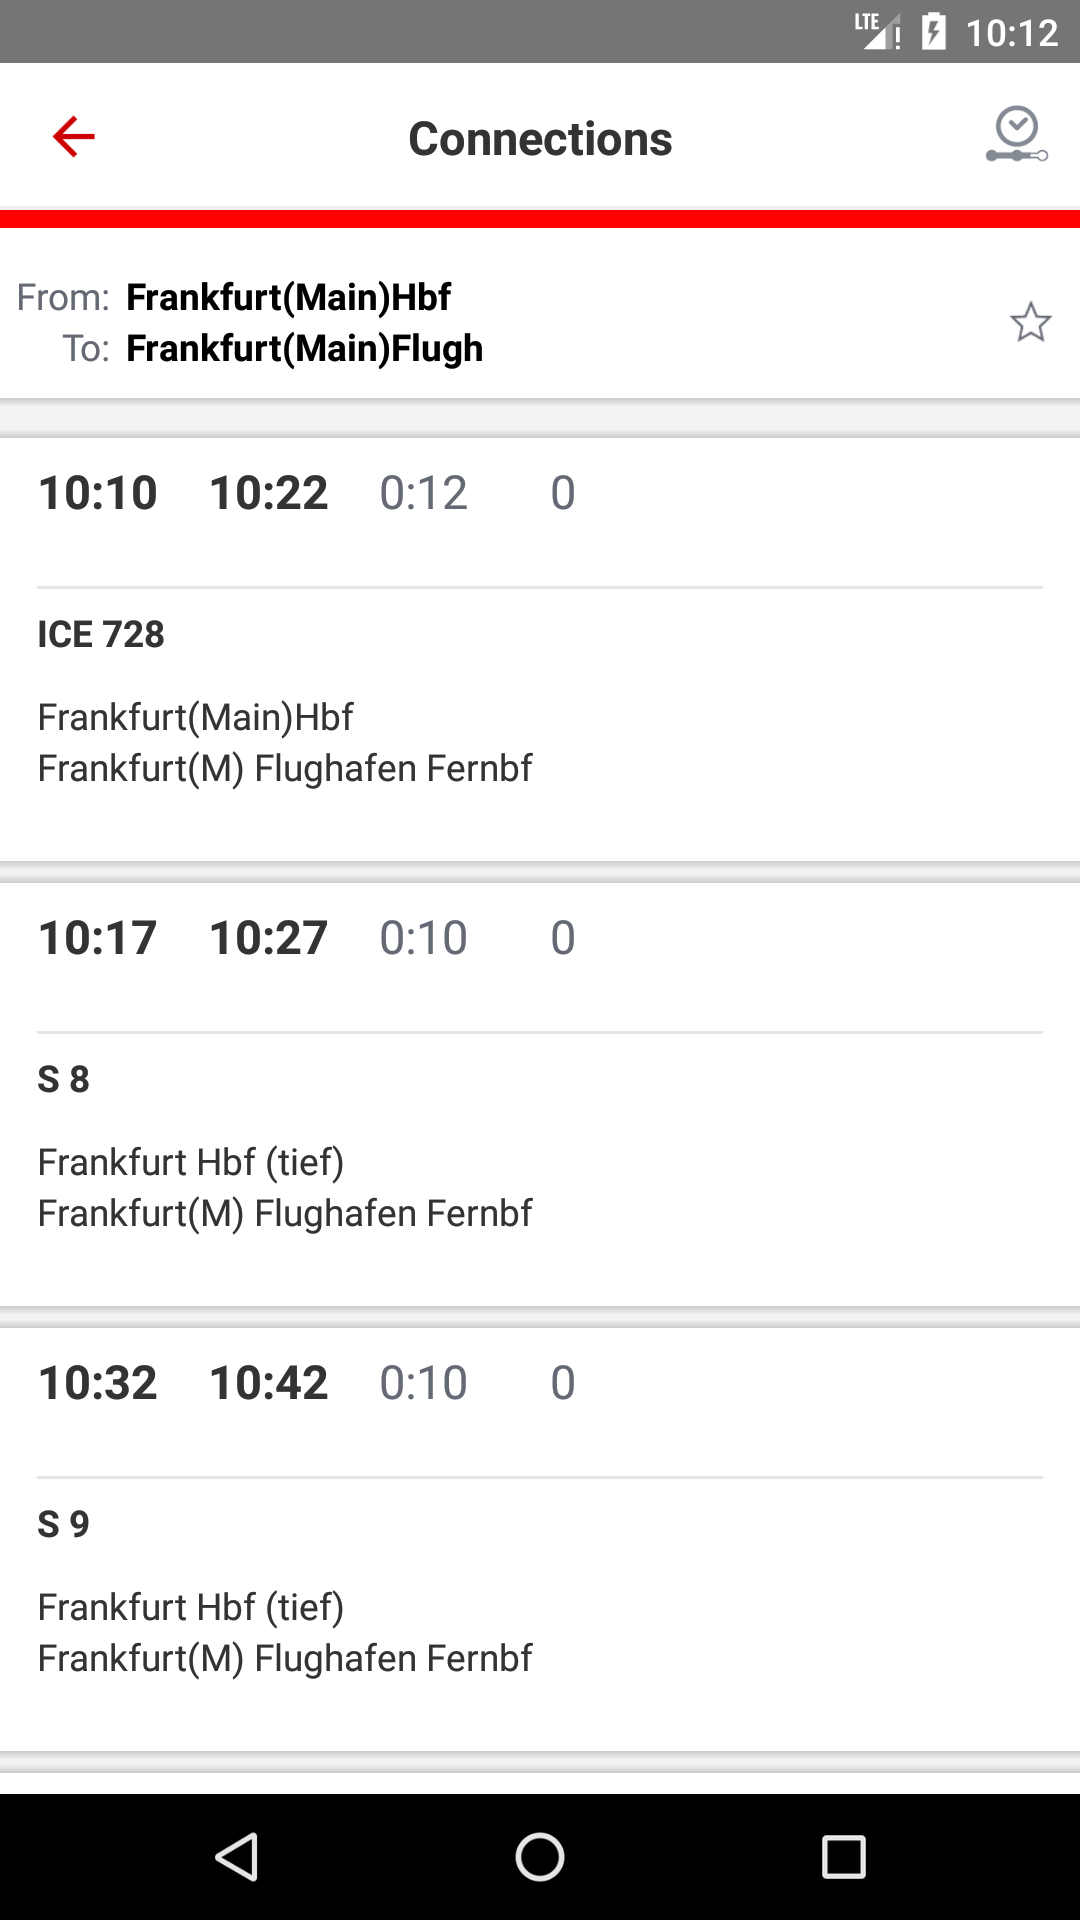 LTE ! 10:12
Connections
From: Frankfurt(Main)Hbf
To: Frankfurt(Main)Flugh
10:10 10:22 0:12 0
ICE 728
Frankfurt(Main)Hbf
Frankfurt(M) Flughafen Fernbf
10:17 10:27 0:10 0
S 8
Frankfurt Hbf (tief)
Frankfurt(M) Flughafen Fernbf
10:32 10:42 0:10 0
S 9
Frankfurt Hbf (tief)
Frankfurt(M) Flughafen Fernbf